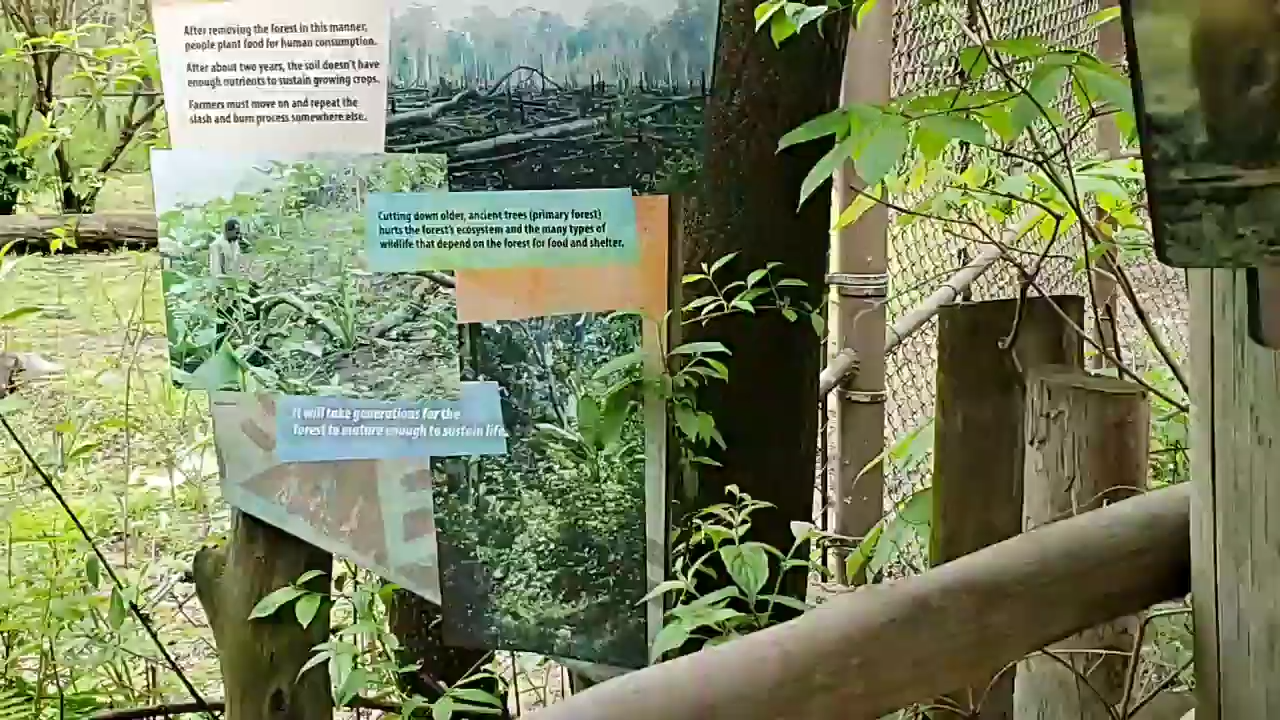 After removing the forest in this manner,
people plant food for human consumption.
After about two years, the soil doesn't have
enough nutrients to sustain growing crops.
Farmers must move on and repeat the
slash and burn process somewhere else.
Cutting down older, ancient trees (primary forest)
hurts the forest's ecosystem and the many types of
wildlife that depend on the forest for food and shelter.
It will take generations for the
forest to mature enough to sustain life.